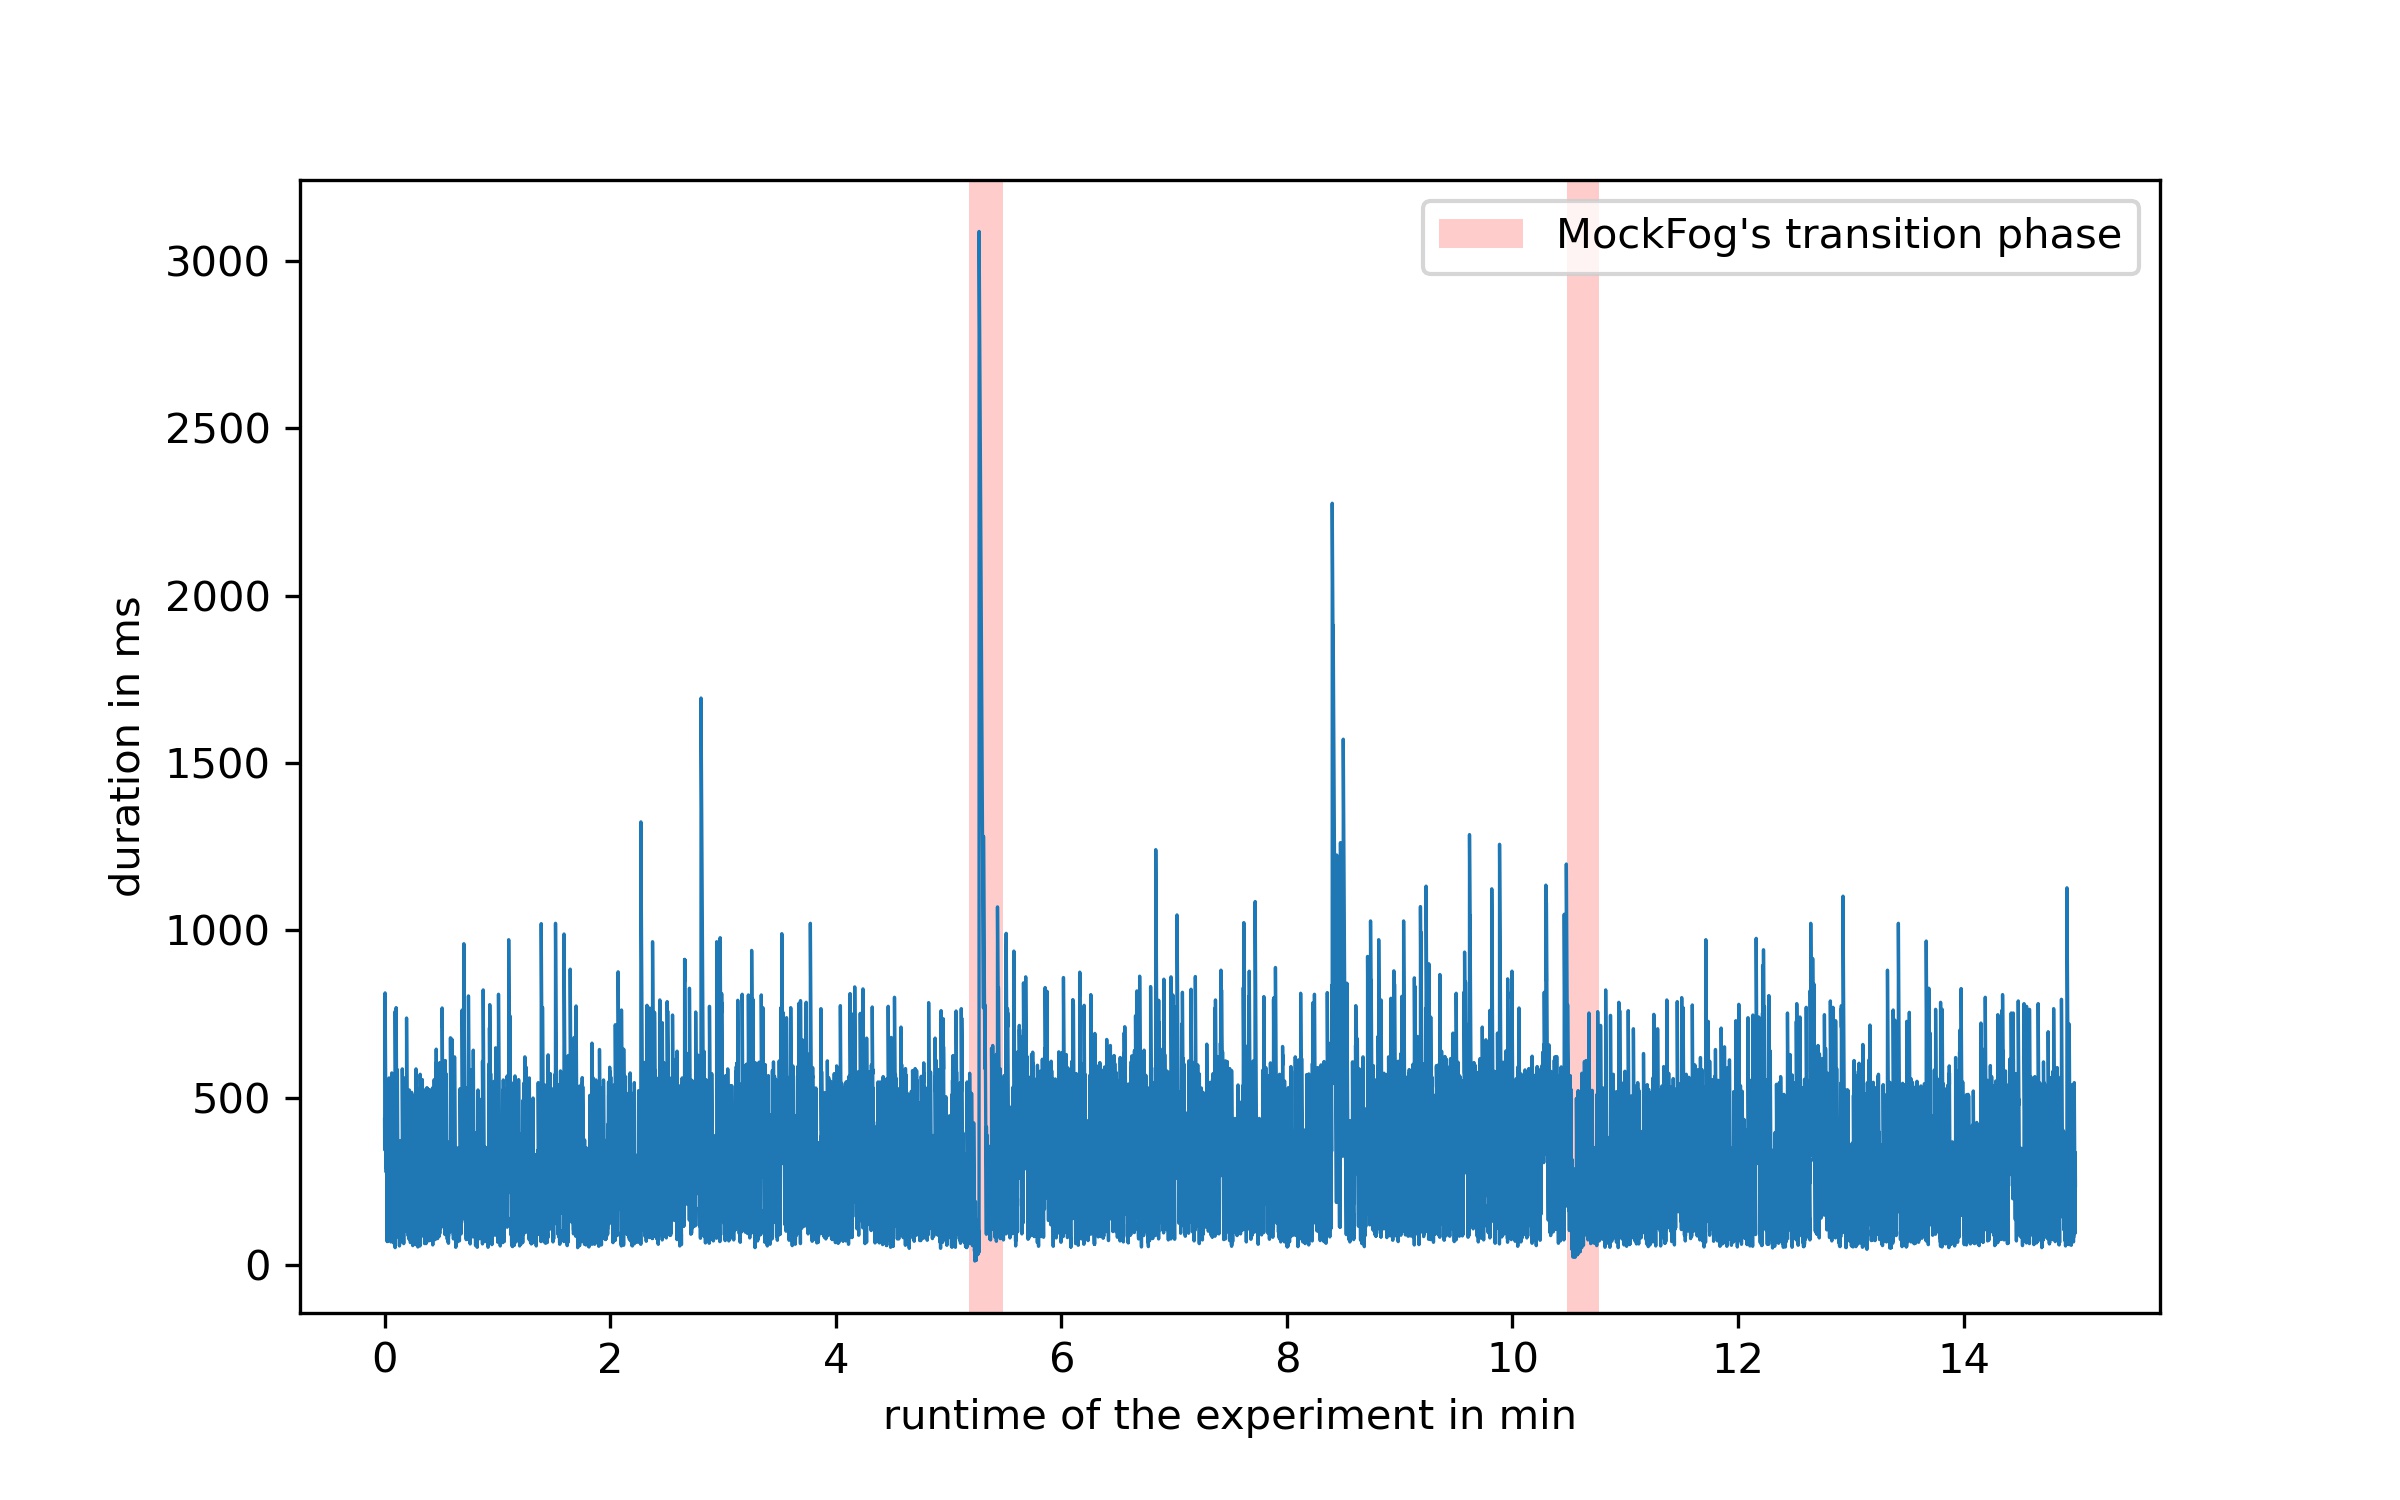 MockFog's transition phase
3000
2500
2000
1500
1000
500
0
duration in ms
0 2 4 6 8 10 12 14
runtime of the experiment in min